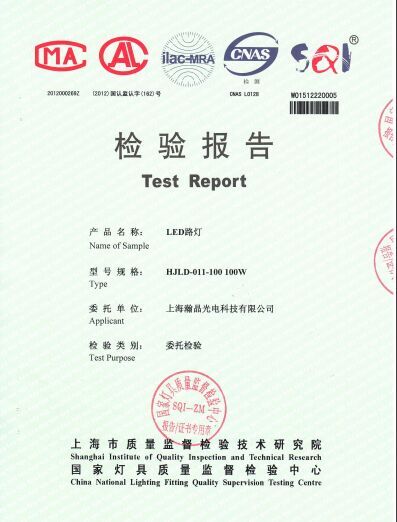 MA
AL
ilac-MRA
CNAS
检 测
SQI®
2012000269Z
(2012)国认监认字(162)号
CNAS L0128
W01512220005
检验报告
Test Report
产品名称： LED路灯
Name of Sample
型号规格： HJLD-011-100 100W
Type
委托单位： 上海瀚晶光电科技有限公司
Applicant
检验类别： 委托检验
Test Purpose
国家灯具质量监督检验中心
SQI—ZM
报告/证书专用章
上海市质量监督检验技术研究院
Shanghai Institute of Quality Inspection and Technical Research
国家灯具质量监督检验中心
China National Lighting Fitting Quality Supervision Testing Centre